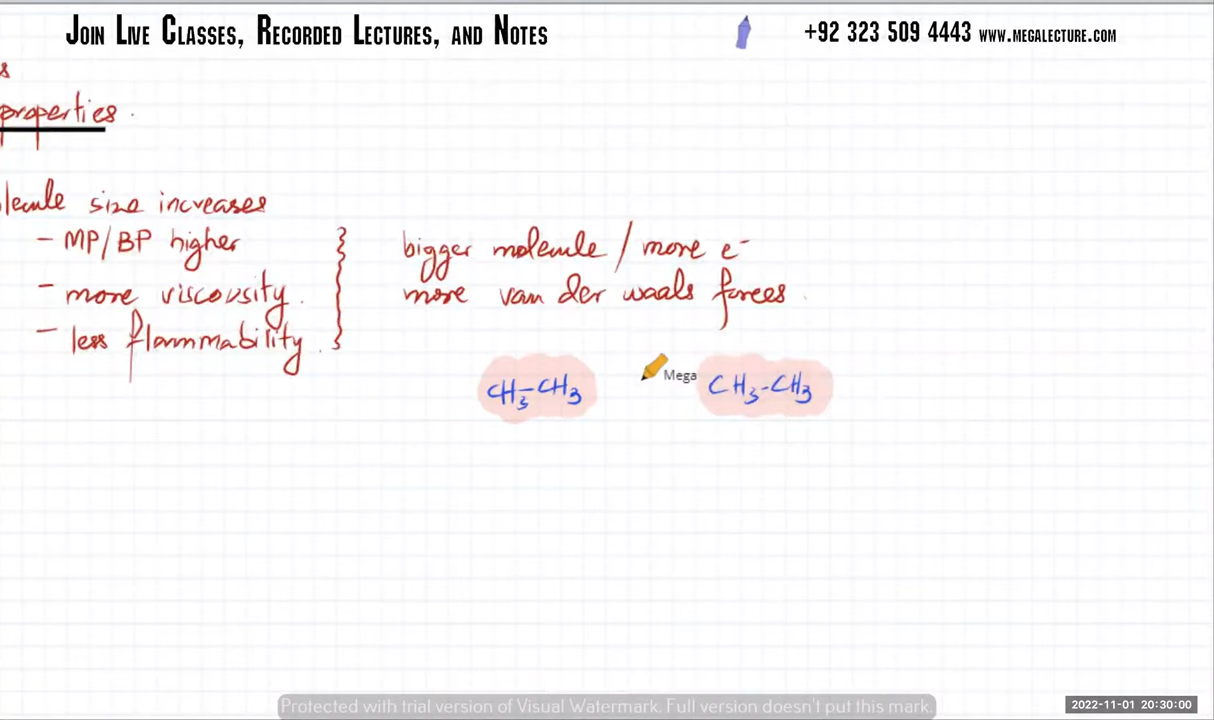 JOIN LIVE CLASSES, RECORDED LECTURES, AND NOTES
+92 323 509 4443 WWW.MEGALECTURE.COM
properties
size increases
- MP/BP higher
bigger molecule / more e-
- more viscovsity.
more van der waals forces
- less flammability.
CH3-CH3
Mega
CH3-CH3
Protected with trial version of Visual Watermark. Full version doesn't put this mark.
2022-11-01 20:30:00